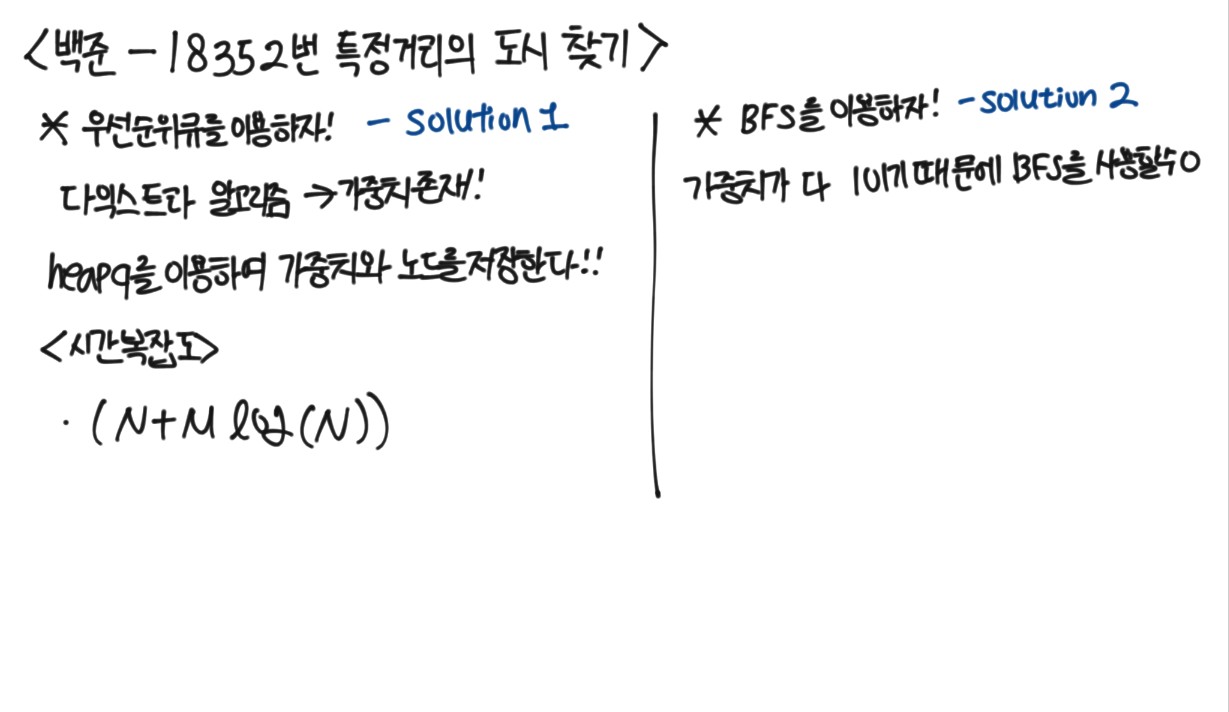 <백준 - 18352번 특정거리의 도시 찾기>
* 우선순위큐를 이용하자! - Solution 1
다익스트라 알고리즘 → 가중치존재!
heapq를 이용하여 가중치와 노드를 저장한다!!
<시간복잡도>
· (N+M log(N))
* BFS를 이용하자! - Solution 2
가중치가 다 1이기 때문에 BFS를 사용할수 O